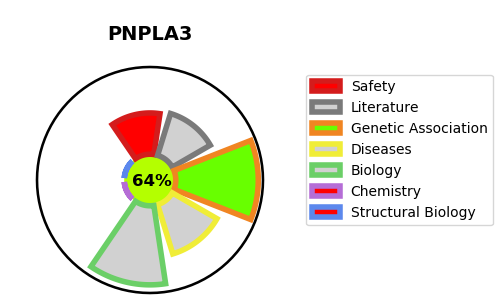 PNPLA3
64%
Safety
Literature
Genetic Association
Diseases
Biology
Chemistry
Structural Biology